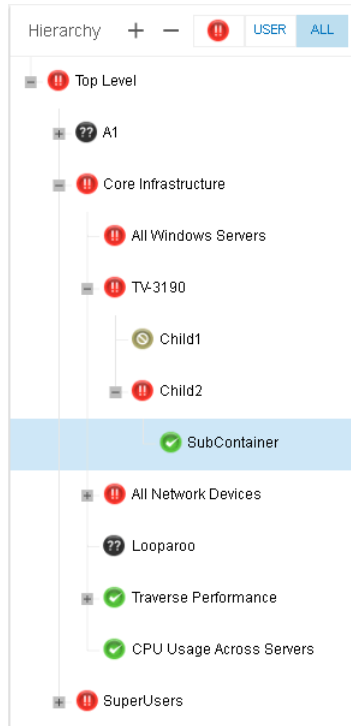 Hierarchy + − !! USER ALL
!! Top Level
?? A1
!! Core Infrastructure
!! All Windows Servers
!! TV-3190
Child1
!! Child2
SubContainer
!! All Network Devices
?? Looparoo
Traverse Performance
CPU Usage Across Servers
!! SuperUsers